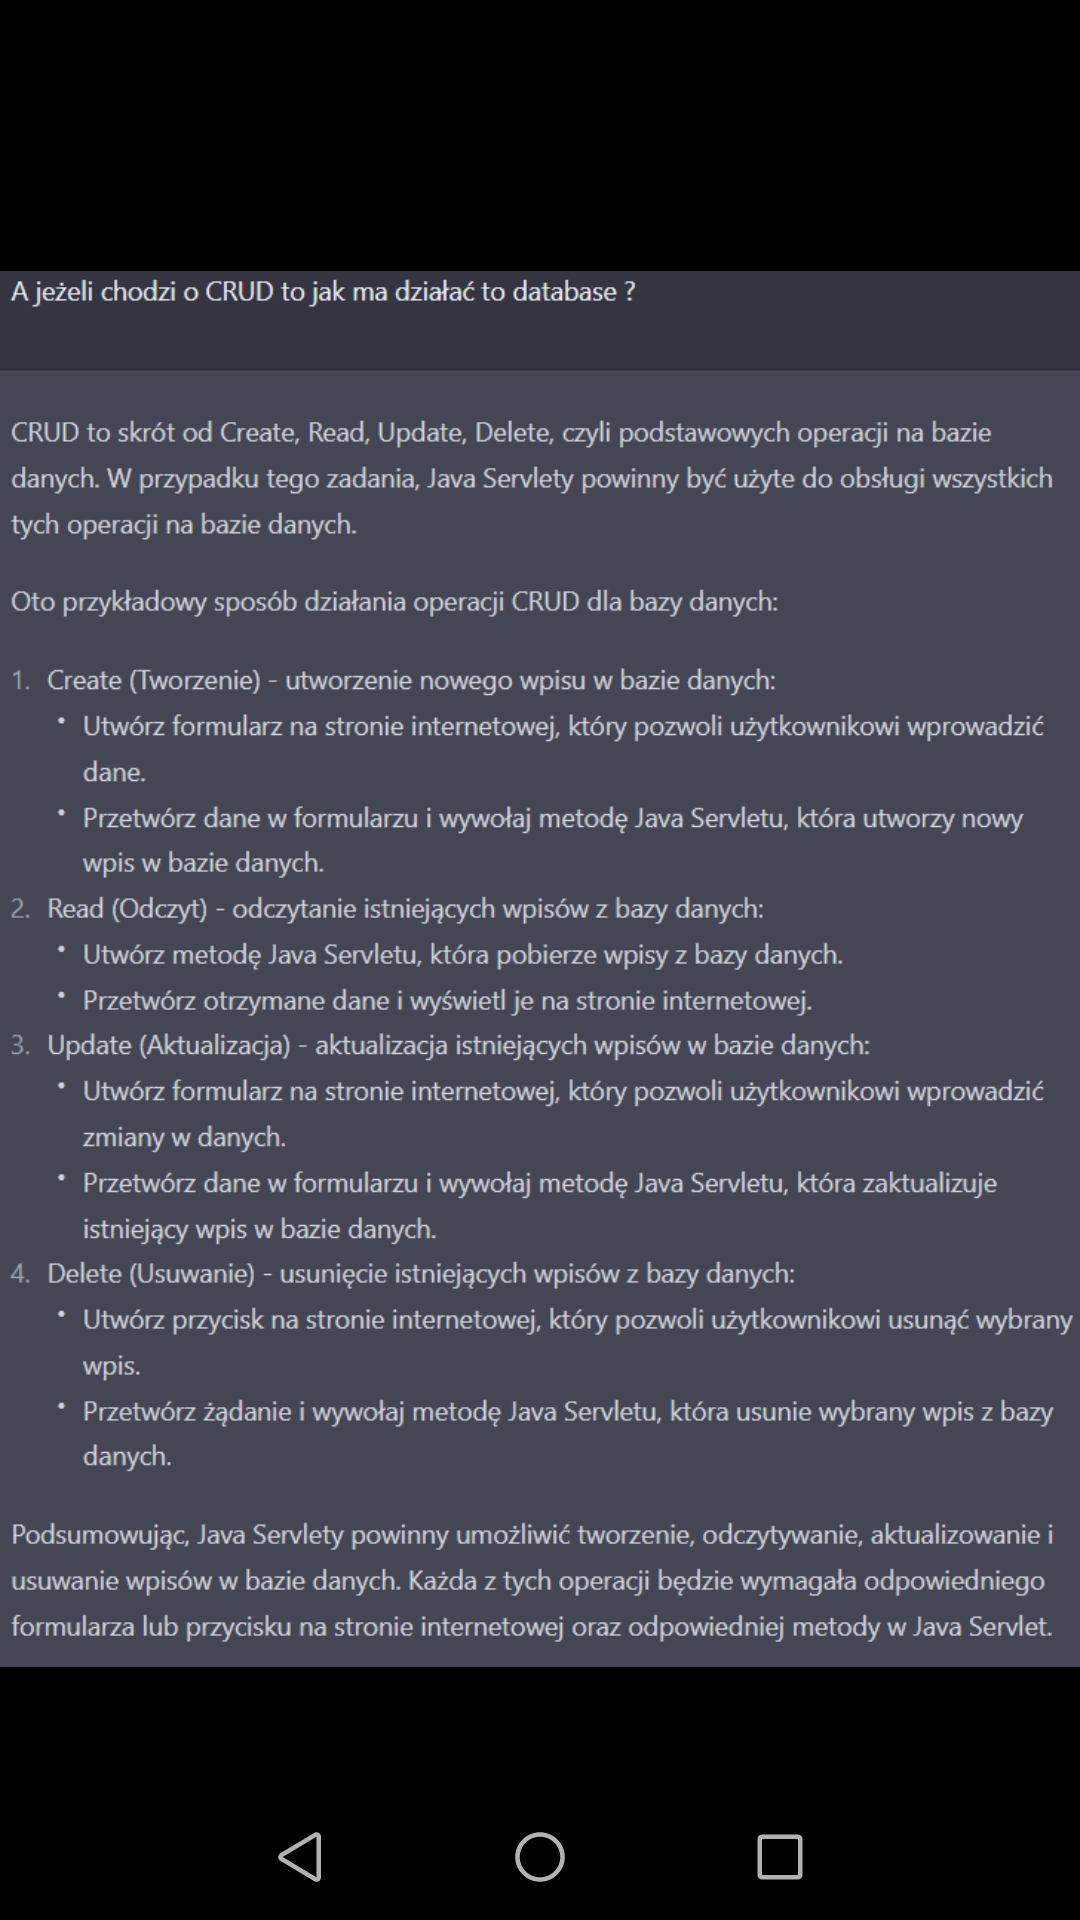 A jeżeli chodzi o CRUD to jak ma działać to database ?
CRUD to skrót od Create, Read, Update, Delete, czyli podstawowych operacji na bazie
danych. W przypadku tego zadania, Java Servlety powinny być użyte do obsługi wszystkich
tych operacji na bazie danych.
Oto przykładowy sposób działania operacji CRUD dla bazy danych:
1. Create (Tworzenie) - utworzenie nowego wpisu w bazie danych:
• Utwórz formularz na stronie internetowej, który pozwoli użytkownikowi wprowadzić
dane.
• Przetwórz dane w formularzu i wywołaj metodę Java Servletu, która utworzy nowy
wpis w bazie danych.
2. Read (Odczyt) - odczytanie istniejących wpisów z bazy danych:
• Utwórz metodę Java Servletu, która pobierze wpisy z bazy danych.
• Przetwórz otrzymane dane i wyświetl je na stronie internetowej.
3. Update (Aktualizacja) - aktualizacja istniejących wpisów w bazie danych:
• Utwórz formularz na stronie internetowej, który pozwoli użytkownikowi wprowadzić
zmiany w danych.
• Przetwórz dane w formularzu i wywołaj metodę Java Servletu, która zaktualizuje
istniejący wpis w bazie danych.
4. Delete (Usuwanie) - usunięcie istniejących wpisów z bazy danych:
• Utwórz przycisk na stronie internetowej, który pozwoli użytkownikowi usunąć wybrany
wpis.
• Przetwórz żądanie i wywołaj metodę Java Servletu, która usunie wybrany wpis z bazy
danych.
Podsumowując, Java Servlety powinny umożliwić tworzenie, odczytywanie, aktualizowanie i
usuwanie wpisów w bazie danych. Każda z tych operacji będzie wymagała odpowiedniego
formularza lub przycisku na stronie internetowej oraz odpowiedniej metody w Java Servlet.